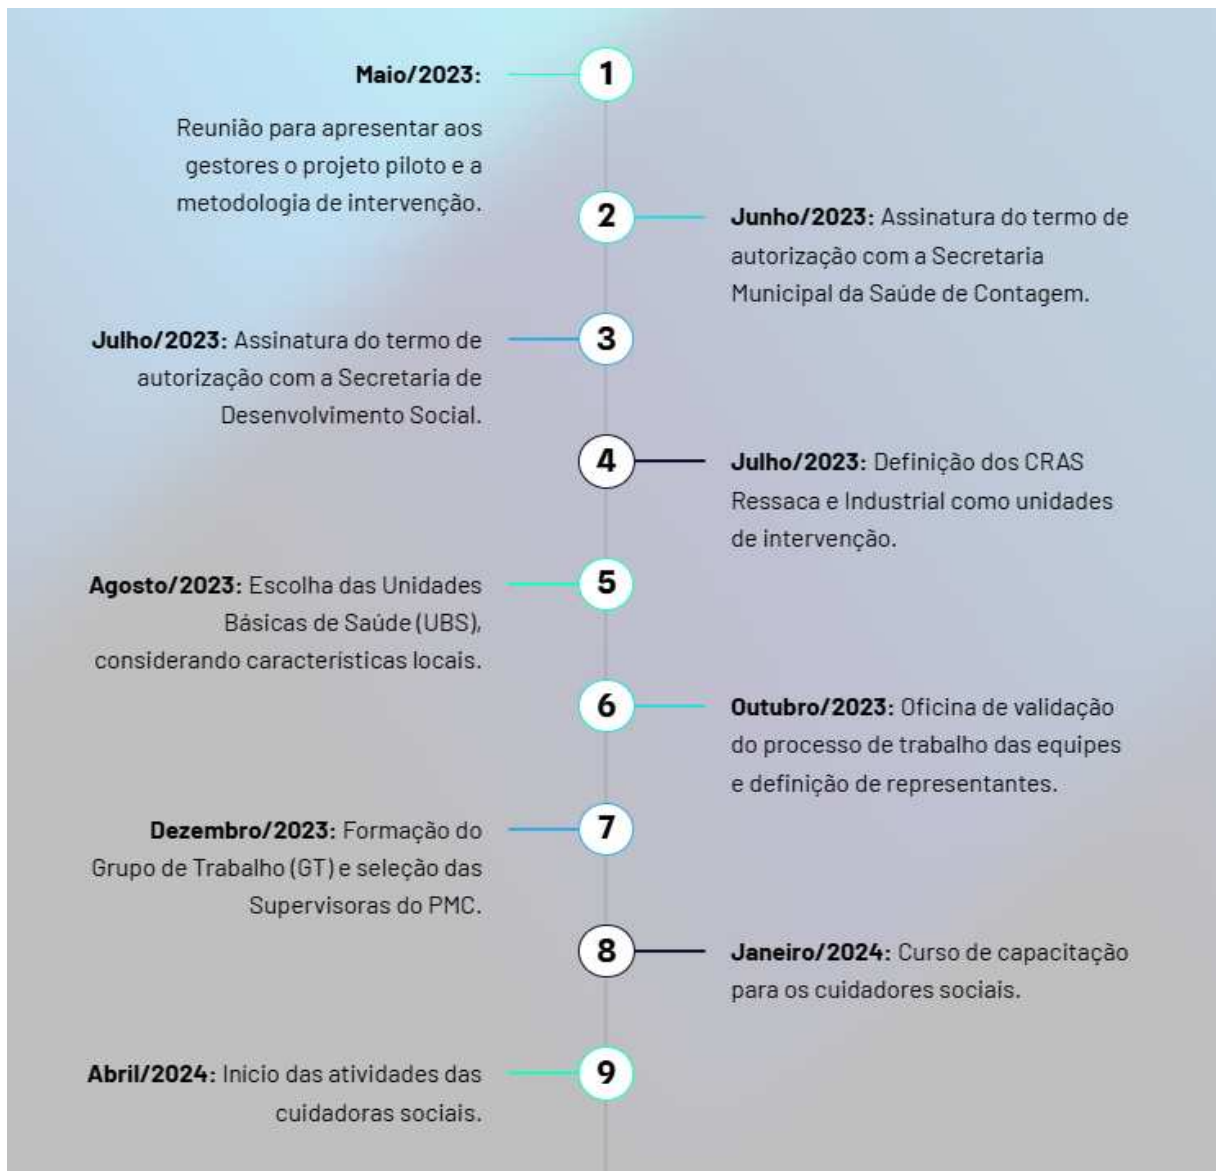 Maio/2023:
1
Reunião para apresentar aos
gestores o projeto piloto e a
metodologia de intervenção.
2
Junho/2023: Assinatura do termo de
autorização com a Secretaria
Municipal da Saúde de Contagem.
Julho/2023: Assinatura do termo de
autorização com a Secretaria de
Desenvolvimento Social.
3
4
Julho/2023: Definição dos CRAS
Ressaca e Industrial como unidades
de intervenção.
Agosto/2023: Escolha das Unidades
Básicas de Saúde (UBS),
considerando características locais.
5
6
Outubro/2023: Oficina de validação
do processo de trabalho das equipes
e definição de representantes.
Dezembro/2023: Formação do
Grupo de Trabalho (GT) e seleção das
Supervisoras do PMC.
7
8
Janeiro/2024: Curso de capacitação
para os cuidadores sociais.
Abril/2024: Início das atividades das
cuidadoras sociais.
9